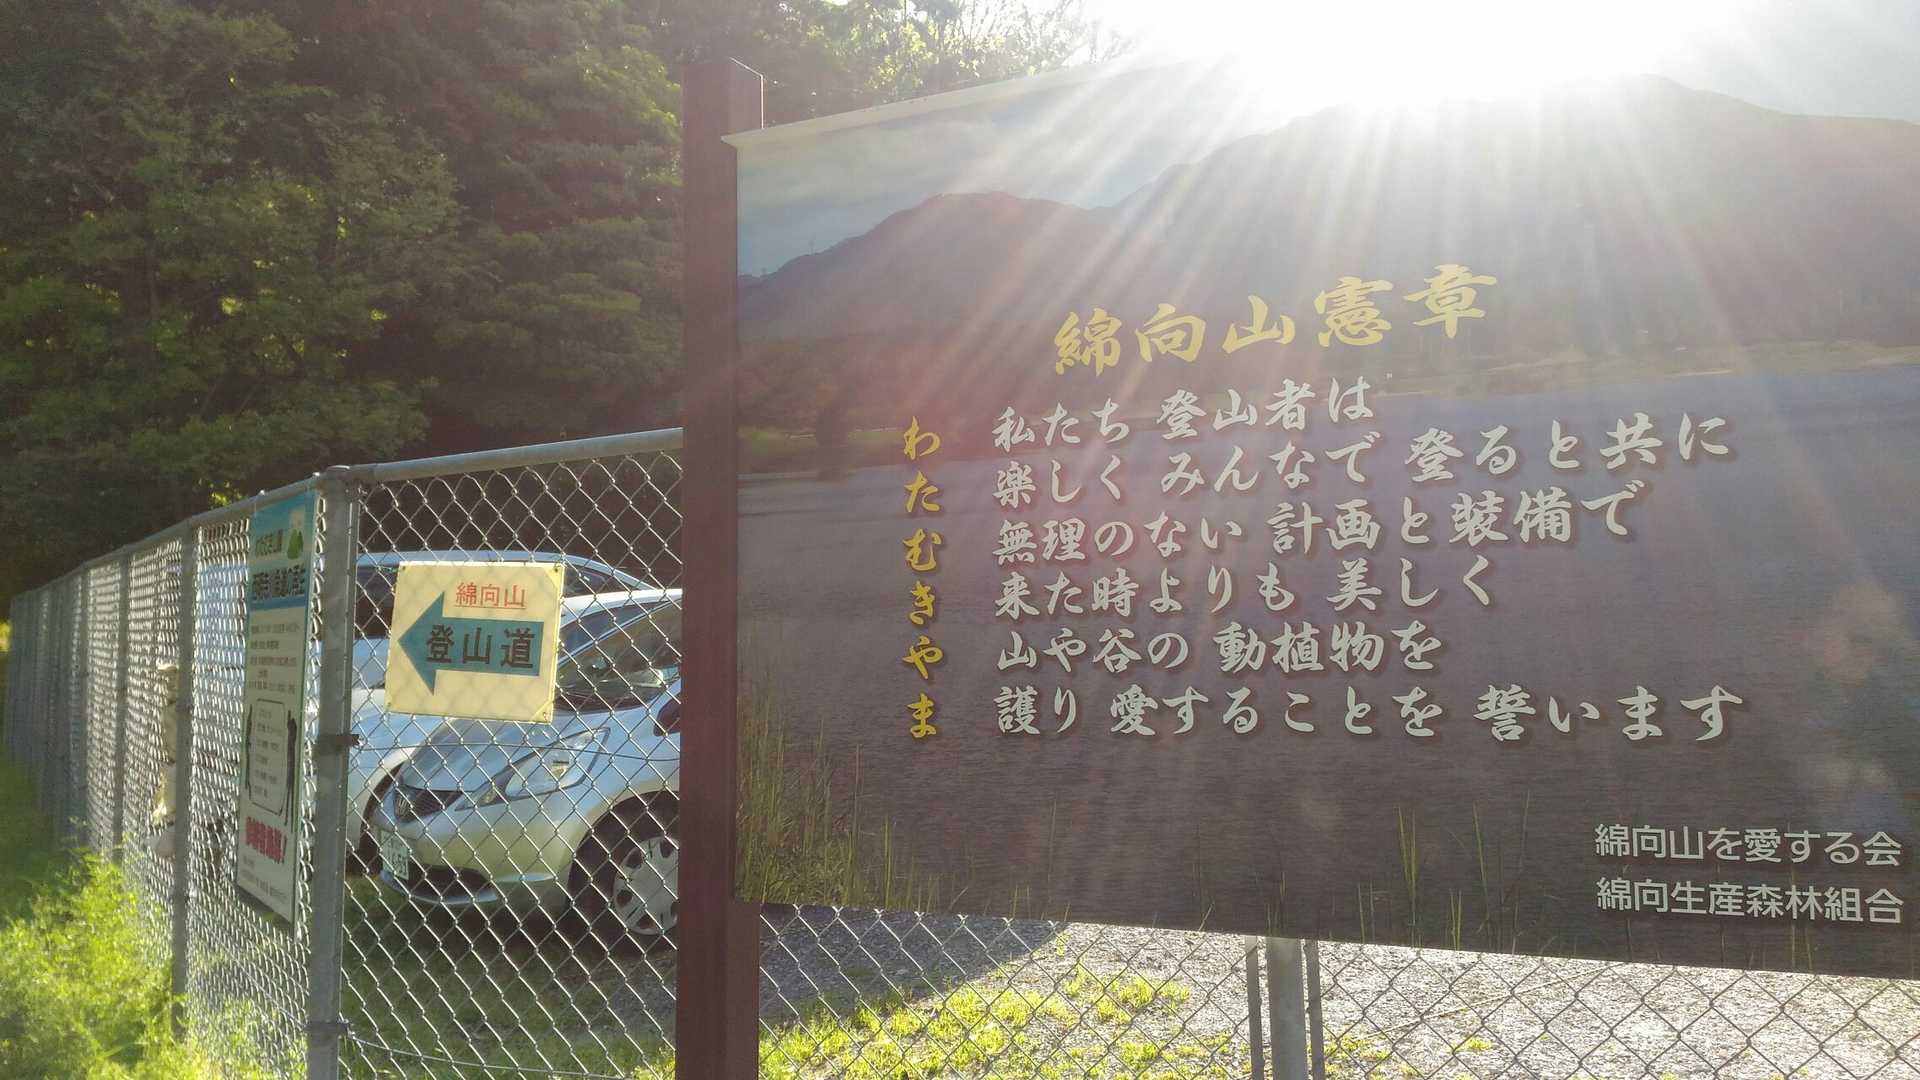 綿向山憲章
わたむきやま
私たち 登山者は
楽しく みんなで 登ると共に
無理のない 計画と装備で
来た時よりも 美しく
山や谷の 動植物を
護り 愛することを 誓います
綿向山を愛する会
綿向生産森林組合
綿向山
登山道